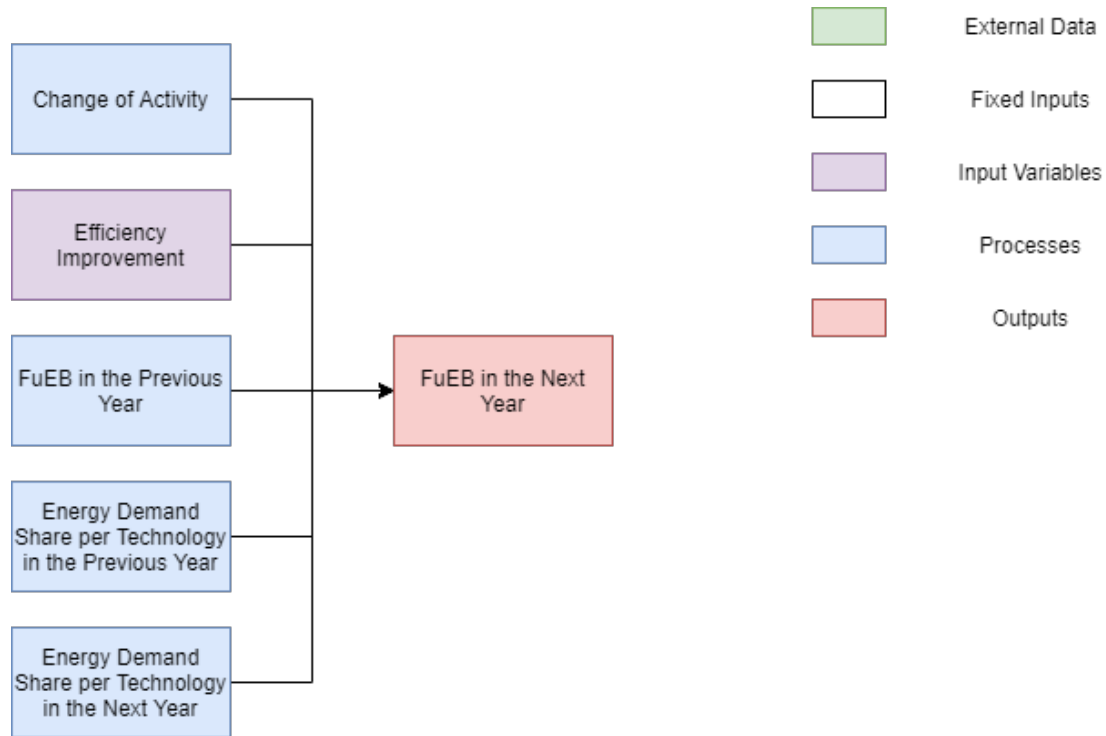 Change of Activity
Efficiency
Improvement
FuEB in the Previous
Year
Energy Demand
Share per Technology
in the Previous Year
Energy Demand
Share per Technology
in the Next Year
FuEB in the Next
Year
External Data
Fixed Inputs
Input Variables
Processes
Outputs